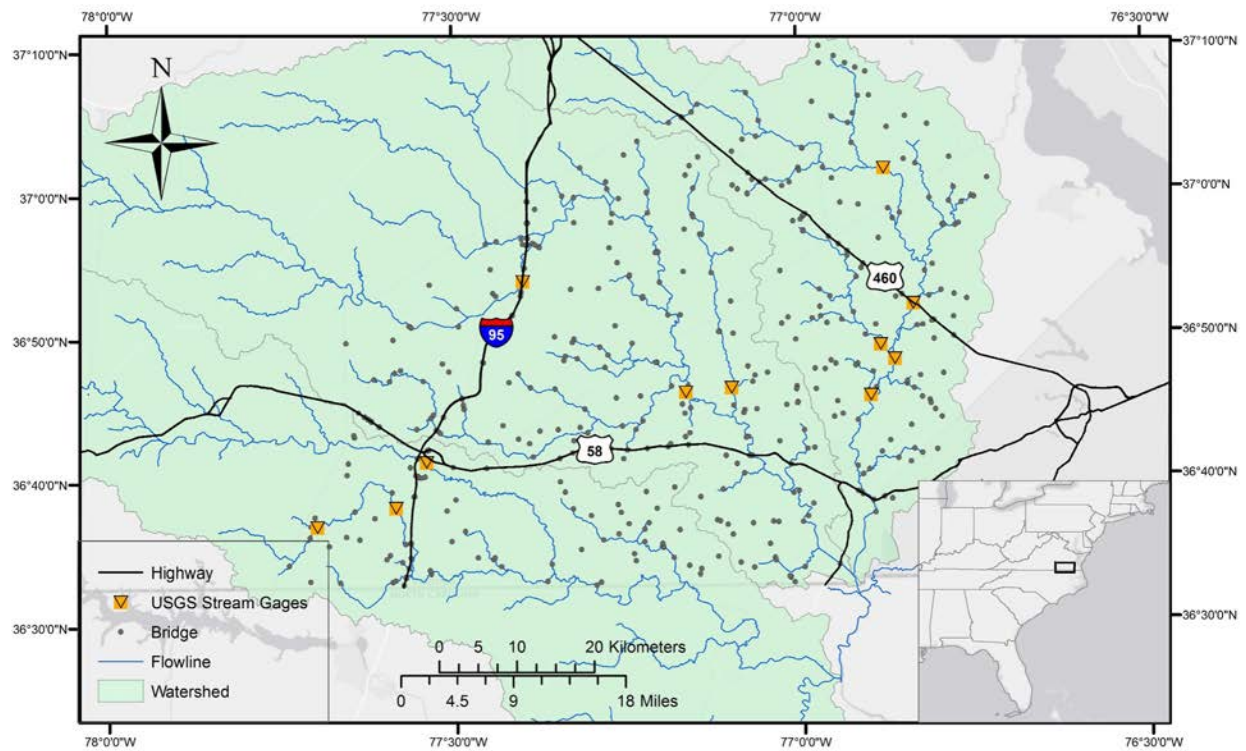 78°0'0"W 77°30'0"W 77°0'0"W 76°30'0"W
37°10'0"N 37°10'0"N
N
37°0'0"N 37°0'0"N
460
95
36°50'0"N 36°50'0"N
58
36°40'0"N 36°40'0"N
Highway
USGS Stream Gages
Bridge
Flowline
Watershed
36°30'0"N 36°30'0"N
0 5 10 20 Kilometers
0 4.5 9 18 Miles
78°0'0"W 77°30'0"W 77°0'0"W 76°30'0"W